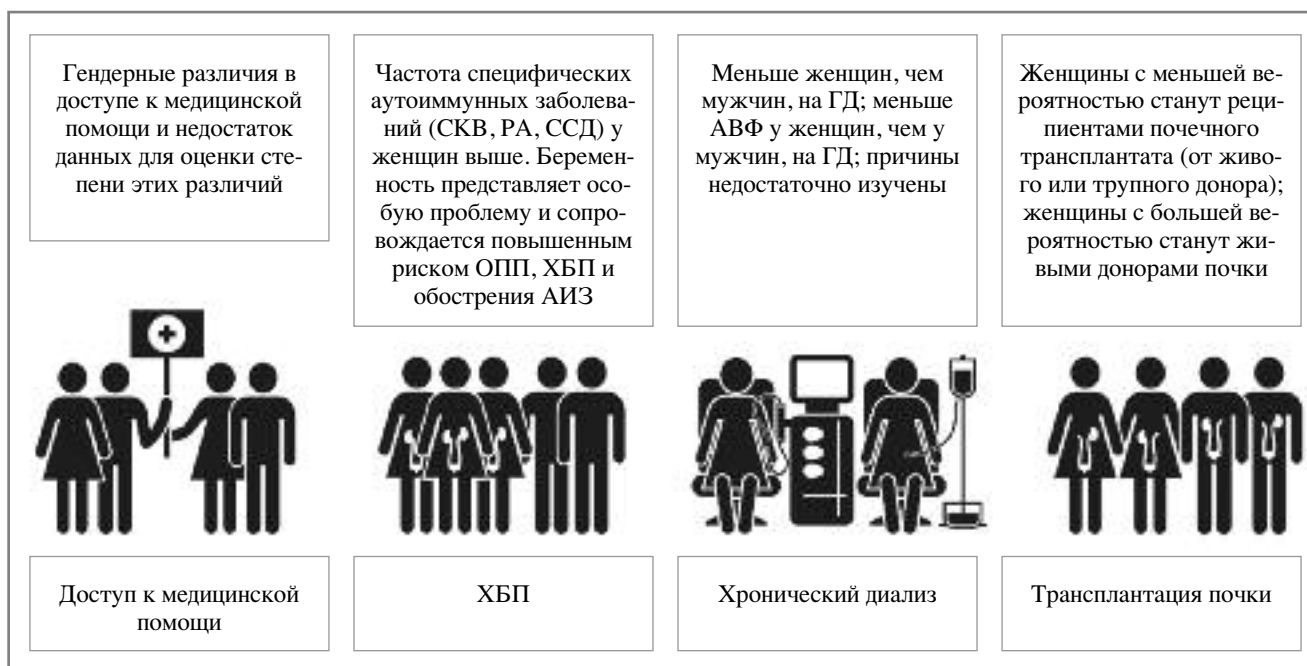 Гендерные различия в
доступе к медицинской
помощи и недостаток
данных для оценки сте-
пени этих различий
Частота специфических
аутоиммунных заболева-
ний (СКВ, РА, ССД) у
женщин выше. Беремен-
ность представляет осо-
бую проблему и сопро-
вождается повышенным
риском ОПП, ХБП и
обострения АИЗ
Меньше женщин, чем
мужчин, на ГД; меньше
АВФ у женщин, чем у
мужчин, на ГД; причины
недостаточно изучены
Женщины с меньшей ве-
роятностью станут реци-
пиентами почечного
трансплантата (от живо-
го или трупного донора);
женщины с большей ве-
роятностью станут жи-
выми донорами почки
Доступ к медицинской
помощи
ХБП
Хронический диализ
Трансплантация почки